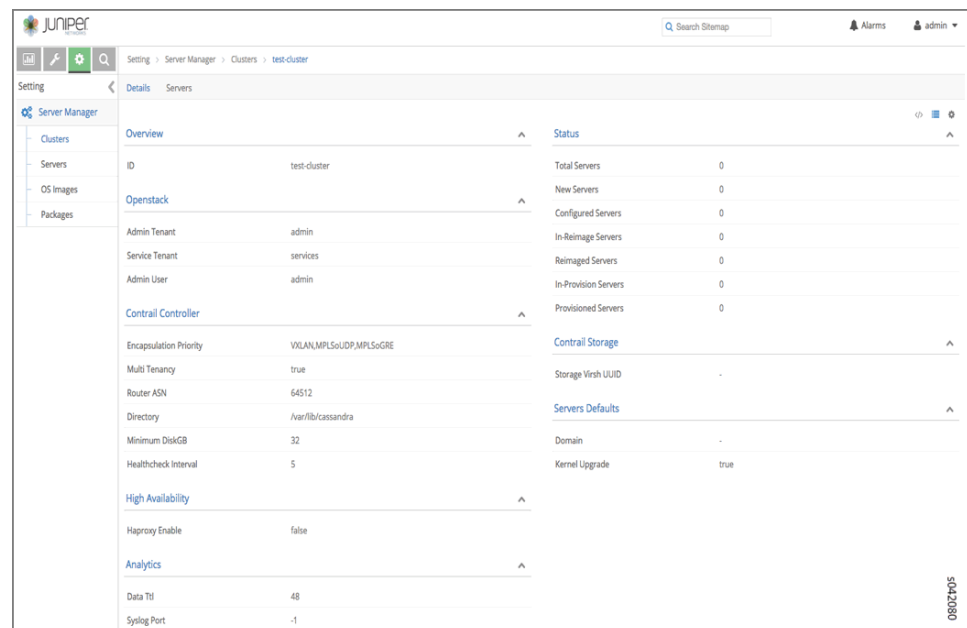 JUNIPER
NETWORKS
Search Sitemap
Alarms
admin
Setting > Server Manager > Clusters > test-cluster
Setting
Details Servers
Server Manager
Clusters
Servers
OS Images
Packages
Overview
ID test-cluster
Openstack
Admin Tenant admin
Service Tenant services
Admin User admin
Contrail Controller
Encapsulation Priority VXLAN,MPLSoUDP,MPLSoGRE
Multi Tenancy true
Router ASN 64512
Directory /var/lib/cassandra
Minimum DiskGB 32
Healthcheck Interval 5
High Availability
Haproxy Enable false
Analytics
Data Ttl 48
Syslog Port -1
Status
Total Servers 0
New Servers 0
Configured Servers 0
In-Reimage Servers 0
Reimaged Servers 0
In-Provision Servers 0
Provisioned Servers 0
Contrail Storage
Storage Virsh UUID -
Servers Defaults
Domain -
Kernel Upgrade true
s042080